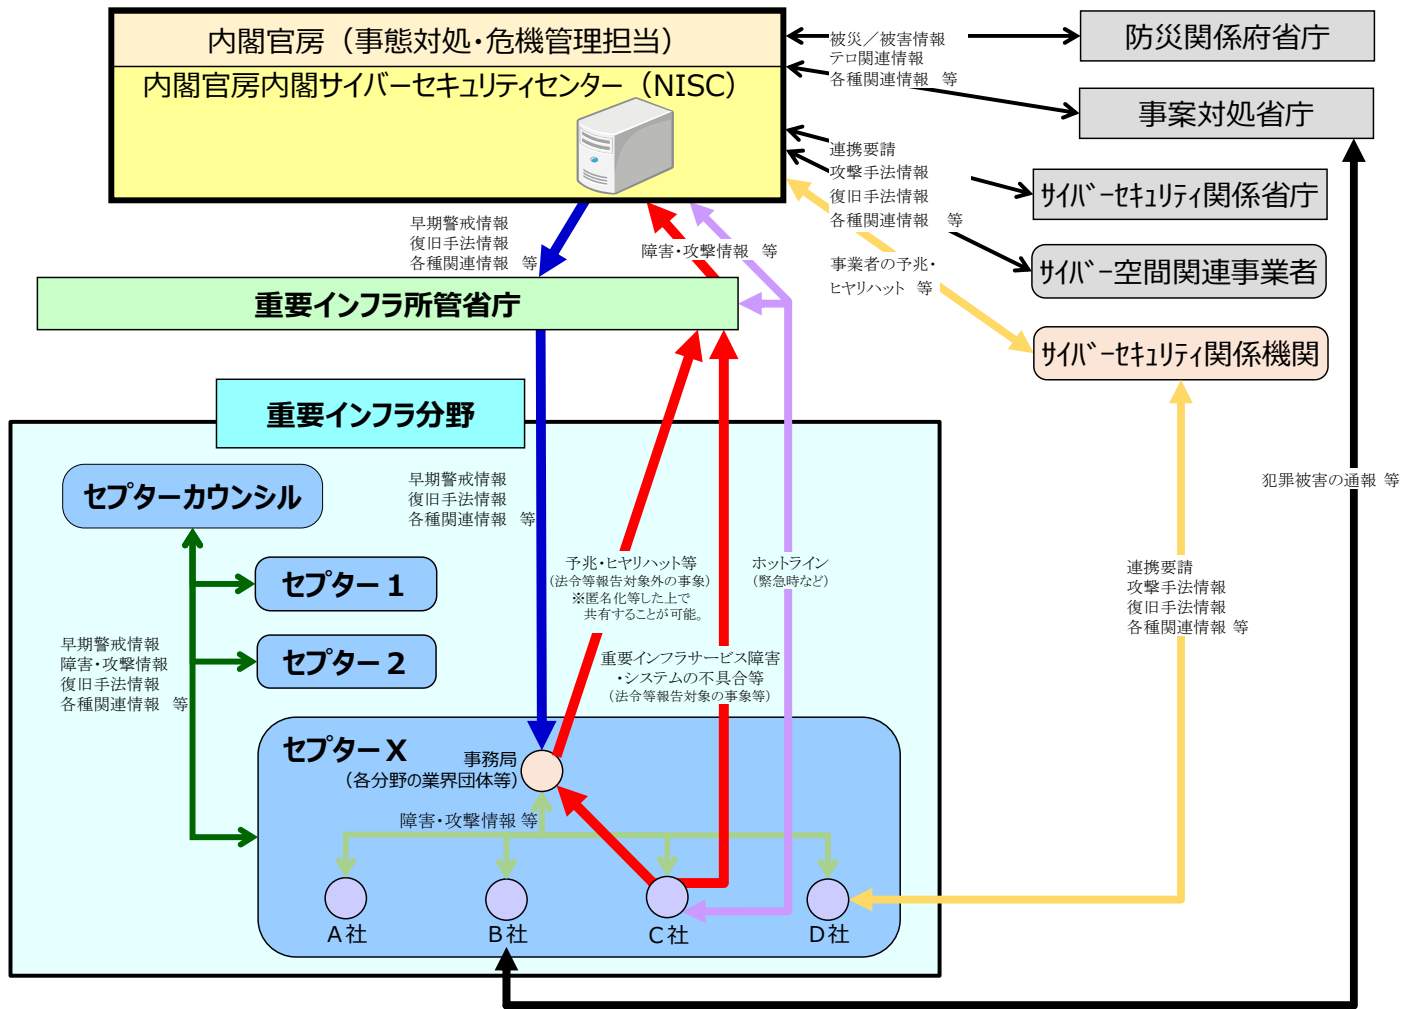 内閣官房（事態対処・危機管理担当）
内閣官房内閣サイバーセキュリティセンター（NISC）
防災関係府省庁
事案対処省庁
サイバーセキュリティ関係省庁
サイバー空間関連事業者
サイバーセキュリティ関係機関
被災／被害情報
テロ関連情報
各種関連情報　等
連携要請
攻撃手法情報
復旧手法情報
各種関連情報　等
事業者の予兆・
ヒヤリハット　等
早期警戒情報
復旧手法情報
各種関連情報　等
障害・攻撃情報　等
重要インフラ所管省庁
重要インフラ分野
セプターカウンシル
セプター１
セプター２
早期警戒情報
障害・攻撃情報
復旧手法情報
各種関連情報　等
早期警戒情報
復旧手法情報
各種関連情報　等
予兆・ヒヤリハット等
（法令等報告対象外の事象）
※匿名化等した上で
共有することが可能。
ホットライン
（緊急時など）
重要インフラサービス障害
・システムの不具合等
（法令等報告対象の事象等）
犯罪被害の通報 等
連携要請
攻撃手法情報
復旧手法情報
各種関連情報 等
セプターX
事務局
（各分野の業界団体等）
障害・攻撃情報 等
A社
B社
C社
D社